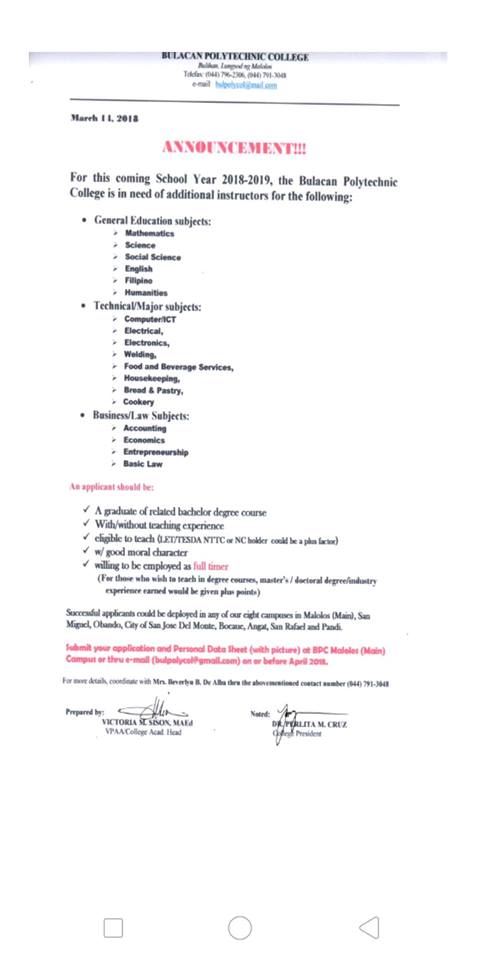 BULACAN POLYTECHNIC COLLEGE
Bulihan, Lungsod ng Malolos
Telefax: (044) 796-2306, (044) 791-3048
e-mail bulpolycol@gmail.com
March 14, 2018
ANNOUNCEMENT!!!
For this coming School Year 2018-2019, the Bulacan Polytechnic
College is in need of additional instructors for the following:
• General Education subjects:
➢ Mathematics
➢ Science
➢ Social Science
➢ English
➢ Filipino
➢ Humanities
• Technical/Major subjects:
➢ Computer/ICT
➢ Electrical,
➢ Electronics,
➢ Welding,
➢ Food and Beverage Services,
➢ Housekeeping,
➢ Bread & Pastry,
➢ Cookery
• Business/Law Subjects:
➢ Accounting
➢ Economics
➢ Entrepreneurship
➢ Basic Law
An applicant should be:
✓ A graduate of related bachelor degree course
✓ With/without teaching experience
✓ eligible to teach (LET/TESDA NTTC or NC holder could be a plus factor)
✓ w/ good moral character
✓ willing to be employed as full timer
(For those who wish to teach in degree courses, master's / doctoral degree/industry
experience earned would be given plus points)
Successful applicants could be deployed in any of our eight campuses in Malolos (Main), San
Miguel, Obando, City of San Jose Del Monte, Bocaue, Angat, San Rafael and Pandi.
Submit your application and Personal Data Sheet (with picture) at BPC Malolos (Main)
Campus or thru e-mail (bulpolycol@gmail.com) on or before April 2018.
For more details, coordinate with Mrs. Beverlyn B. De Alba thru the abovementioned contact number (044) 791-3048
Prepared by:
VICTORIA M. SISON, MAEd
VPAA/College Acad. Head
Noted:
DR. PERLITA M. CRUZ
College President